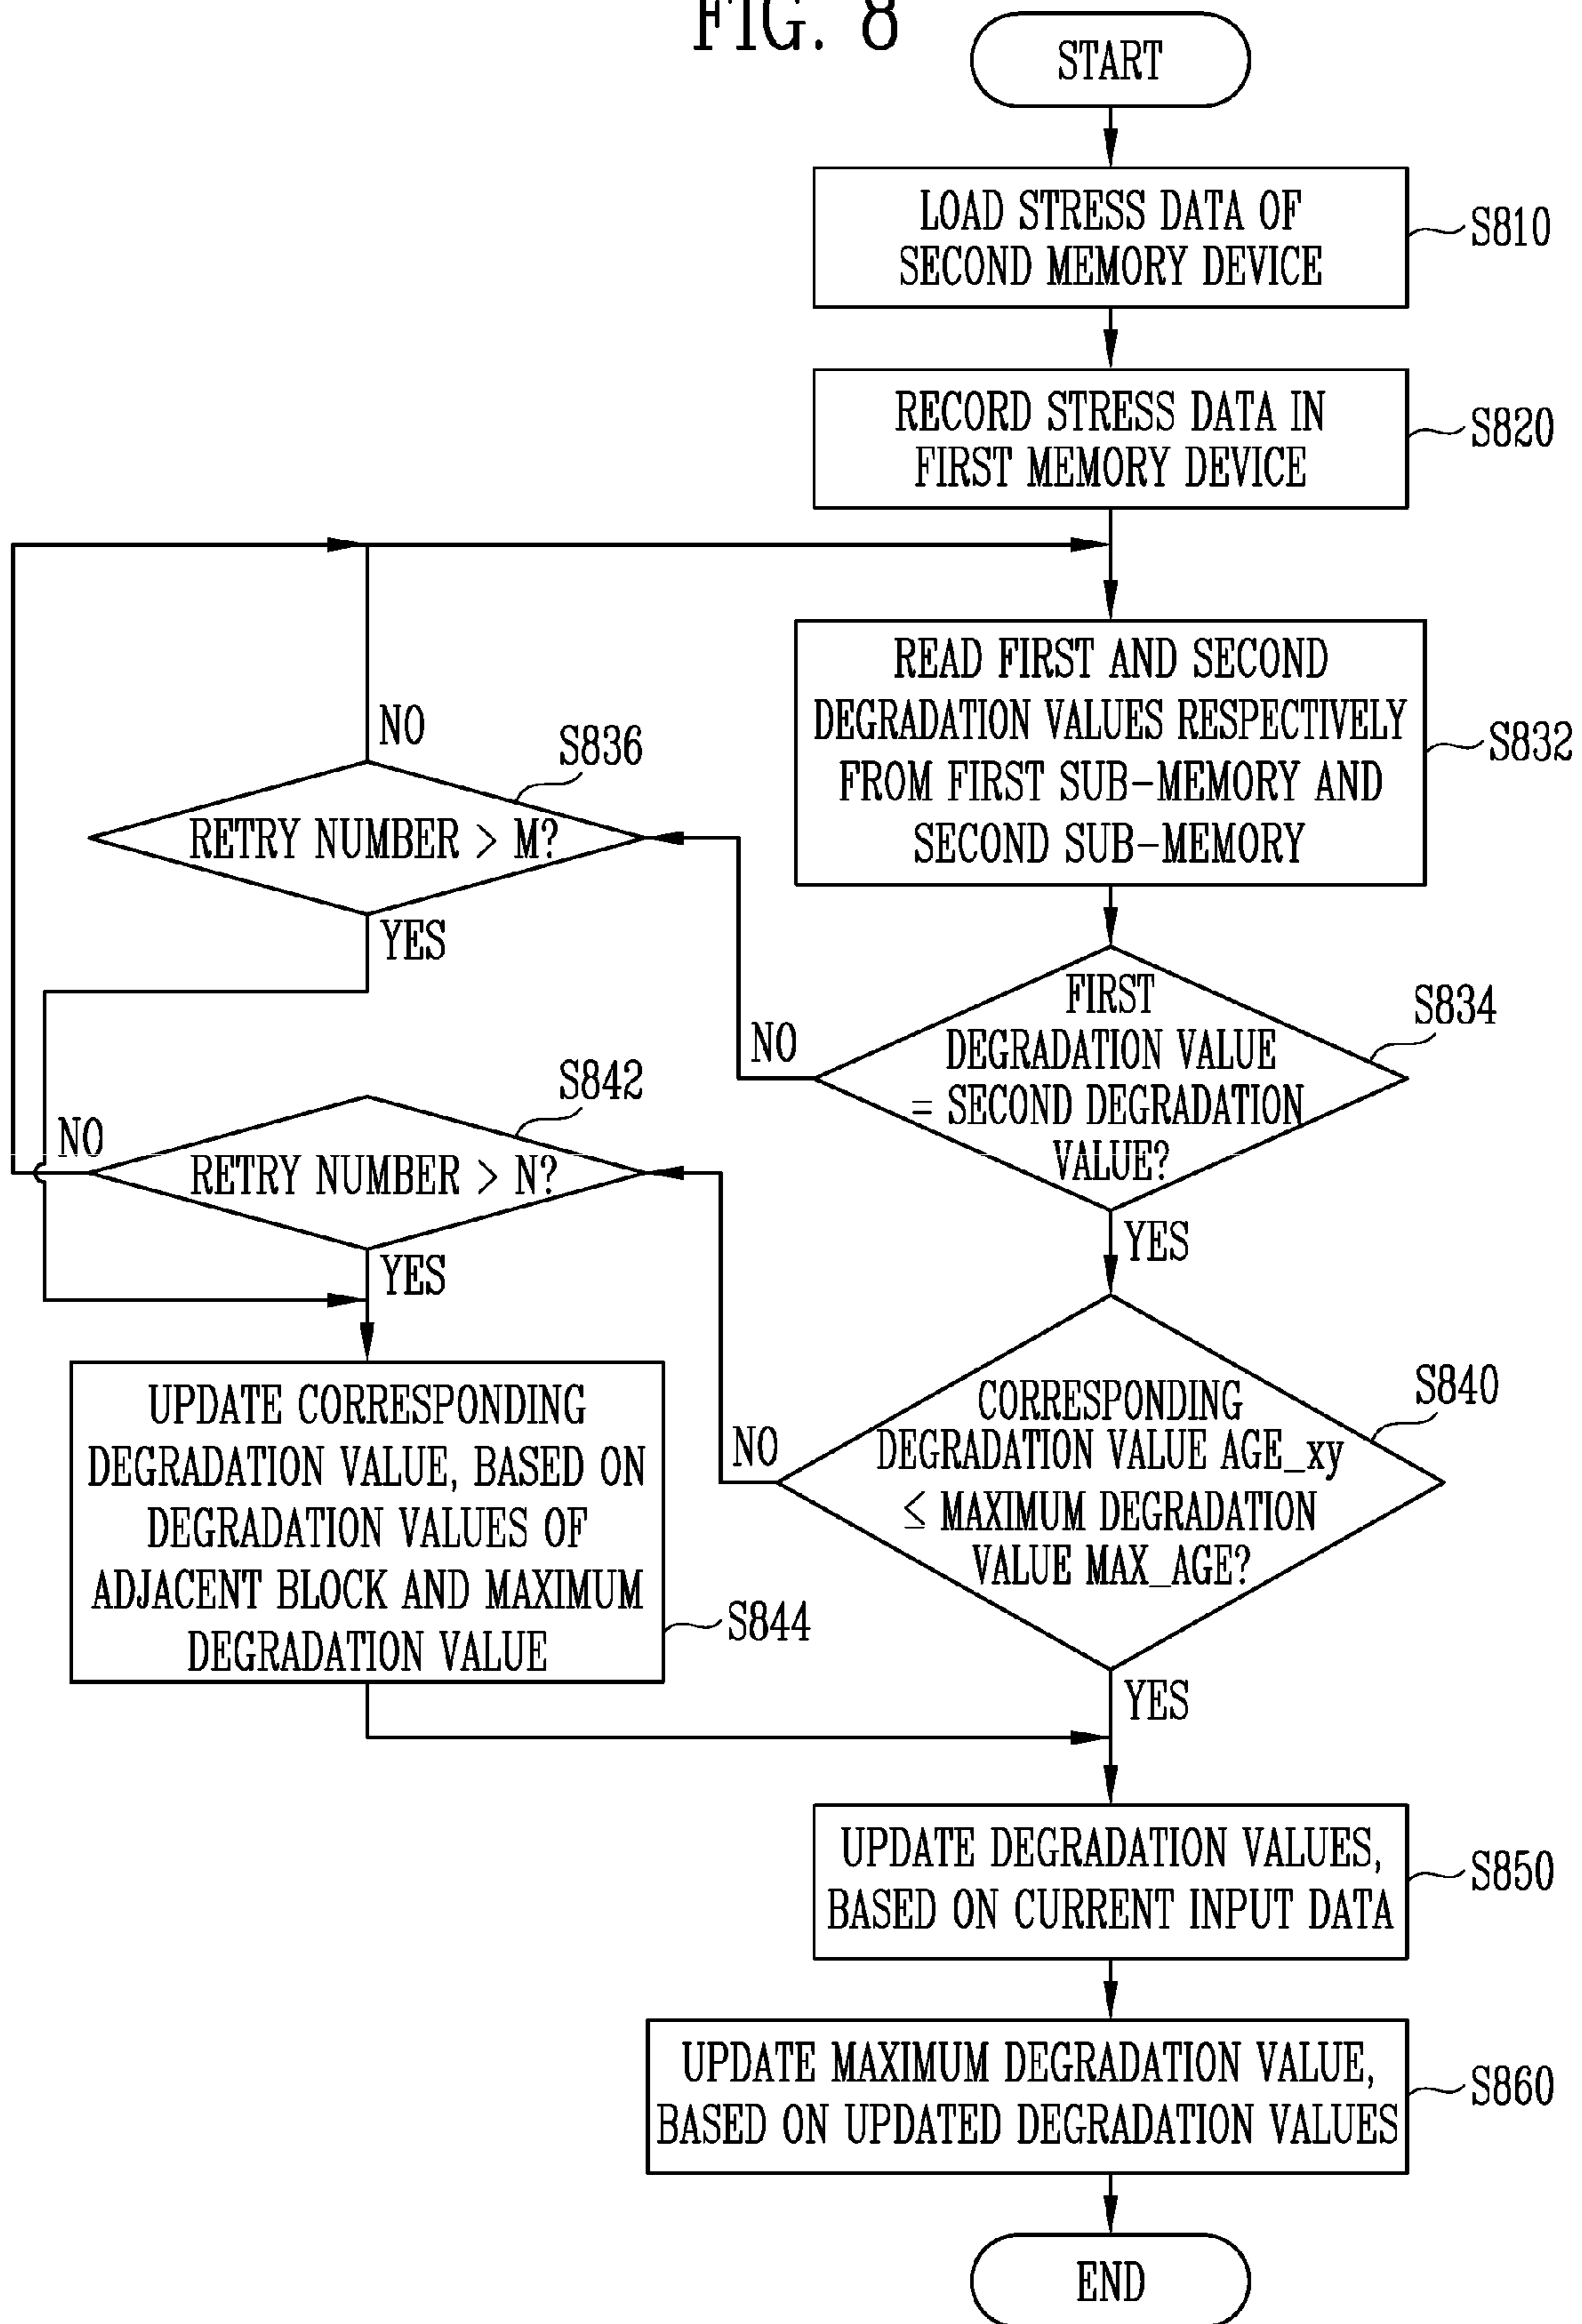 FIG. 8
START
LOAD STRESS DATA OF
SECOND MEMORY DEVICE
S810
RECORD STRESS DATA IN
FIRST MEMORY DEVICE
S820
READ FIRST AND SECOND
DEGRADATION VALUES RESPECTIVELY
FROM FIRST SUB-MEMORY AND
SECOND SUB-MEMORY
S832
NO
S836
RETRY NUMBER > M?
YES
FIRST
DEGRADATION VALUE
= SECOND DEGRADATION
VALUE?
S834
NO
YES
S842
NO
RETRY NUMBER > N?
YES
CORRESPONDING
DEGRADATION VALUE AGE_xy
≤ MAXIMUM DEGRADATION
VALUE MAX_AGE?
S840
NO
YES
UPDATE CORRESPONDING
DEGRADATION VALUE, BASED ON
DEGRADATION VALUES OF
ADJACENT BLOCK AND MAXIMUM
DEGRADATION VALUE
S844
UPDATE DEGRADATION VALUES,
BASED ON CURRENT INPUT DATA
S850
UPDATE MAXIMUM DEGRADATION VALUE,
BASED ON UPDATED DEGRADATION VALUES
S860
END